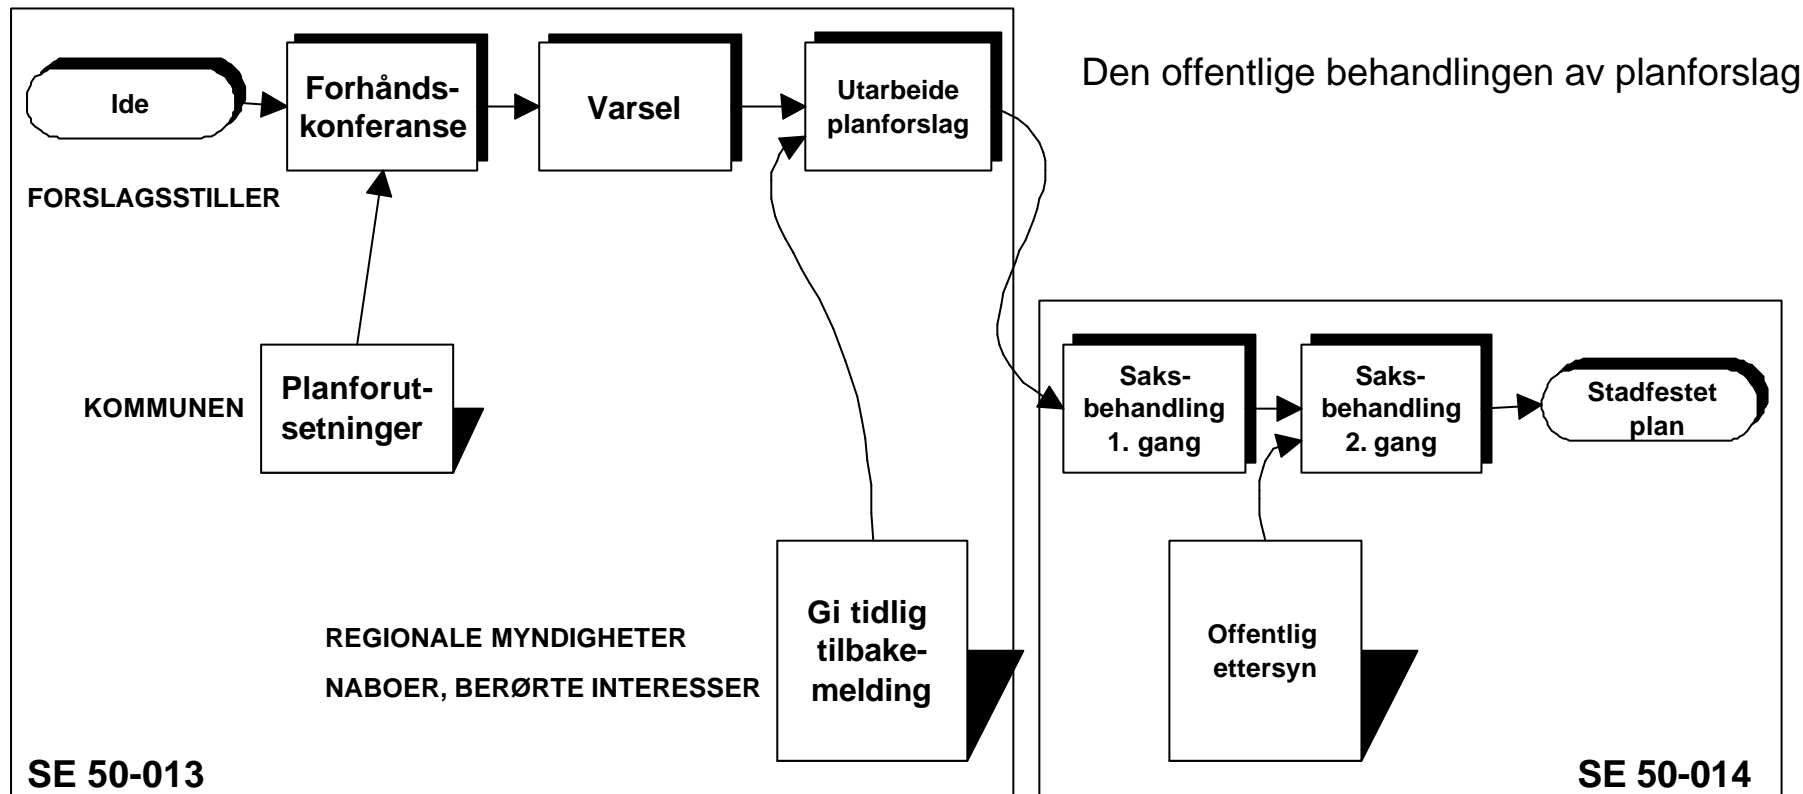 Den offentlige behandlingen av planforslag
Ide
Forhånds-
konferanse
Varsel
Utarbeide
planforslag
FORSLAGSSTILLER
Planforut-
setninger
KOMMUNEN
Saks-
behandling
1. gang
Saks-
behandling
2. gang
Stadfestet
plan
Gi tidlig
tilbake-
melding
REGIONALE MYNDIGHETER
NABOER, BERØRTE INTERESSER
Offentlig
ettersyn
SE 50-013
SE 50-014